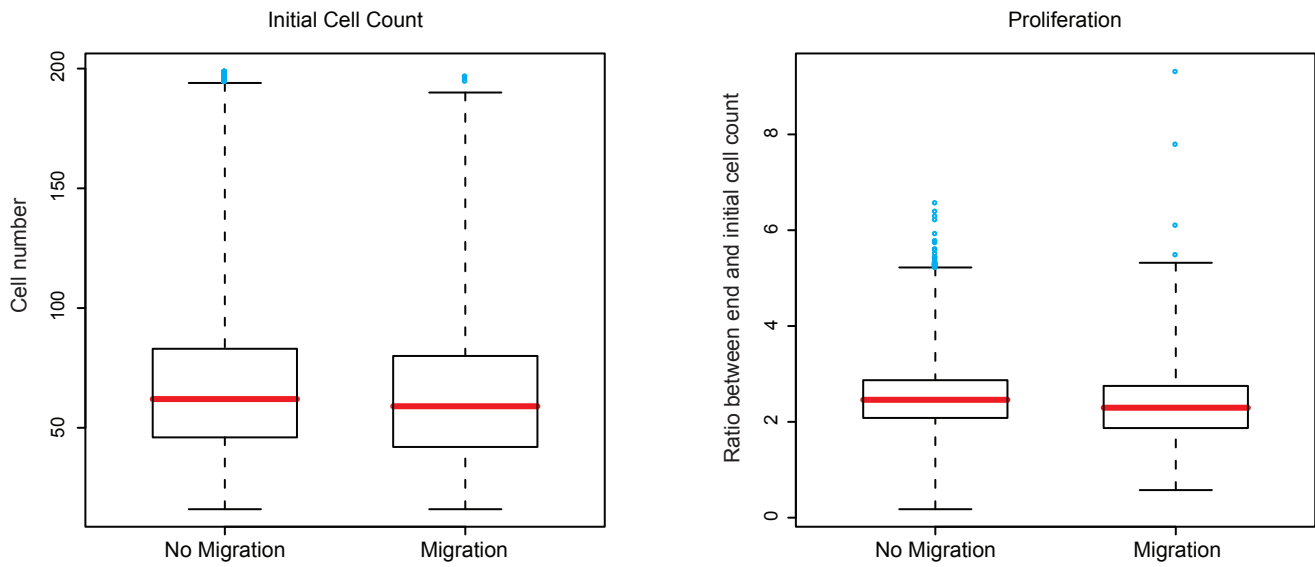 Initial Cell Count
Cell number
200
150
100
50
No Migration
Migration
Proliferation
Ratio between end and initial cell count
8
6
4
2
0
No Migration
Migration